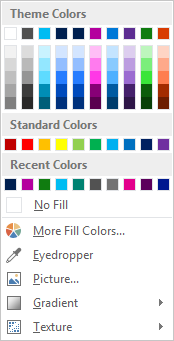 Theme Colors
Standard Colors
Recent Colors
No Fill
More Fill Colors...
Eyedropper
Picture...
Gradient
Texture